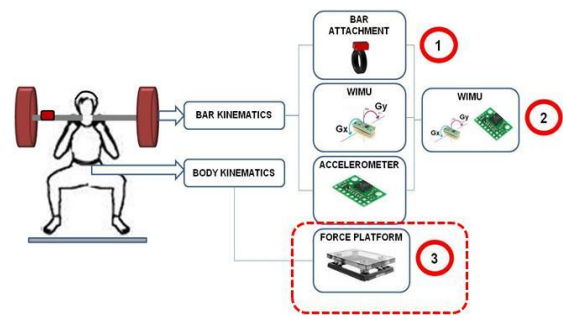 BAR
ATTACHMENT
1
BAR KINEMATICS
WIMU
Gy
Gx
WIMU
Gy
Gx
2
BODY KINEMATICS
ACCELEROMETER
FORCE PLATFORM
3